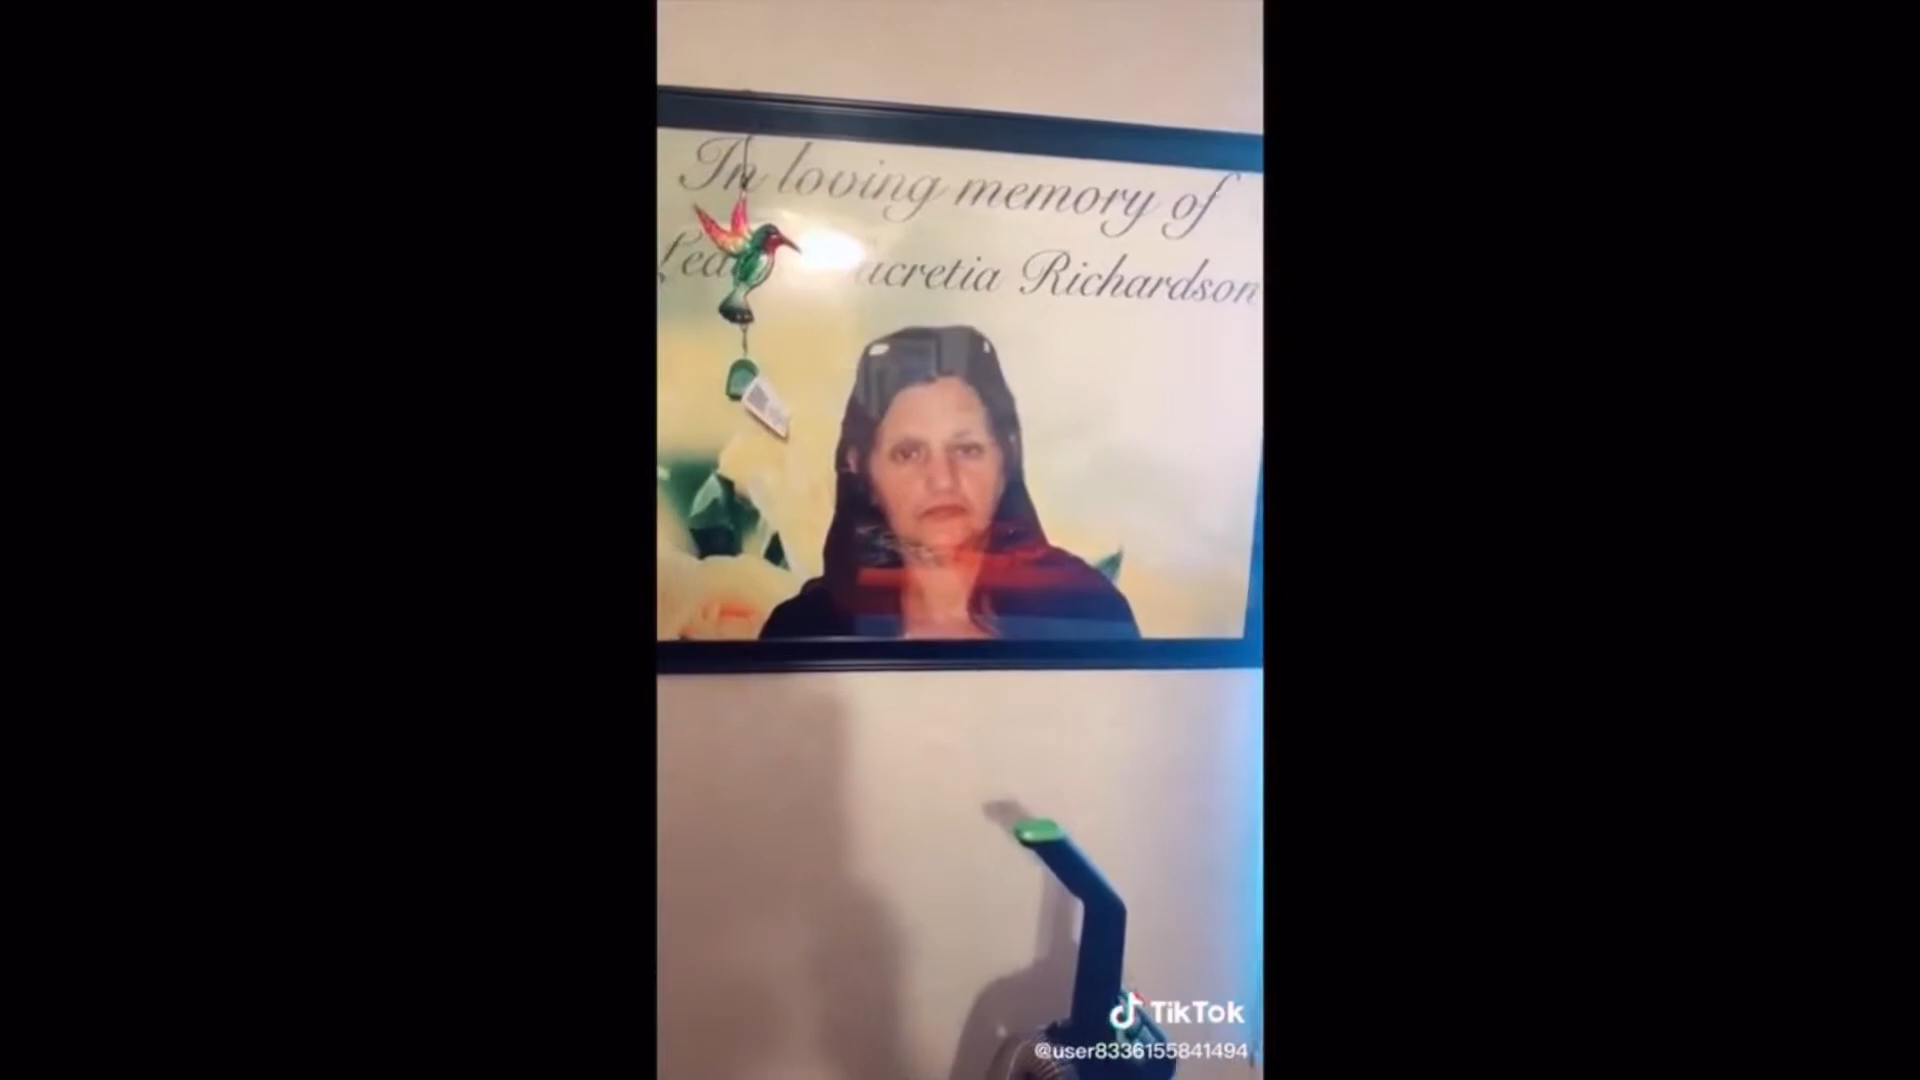 In loving memory of
Richardson
TikTok
@user8336155841494